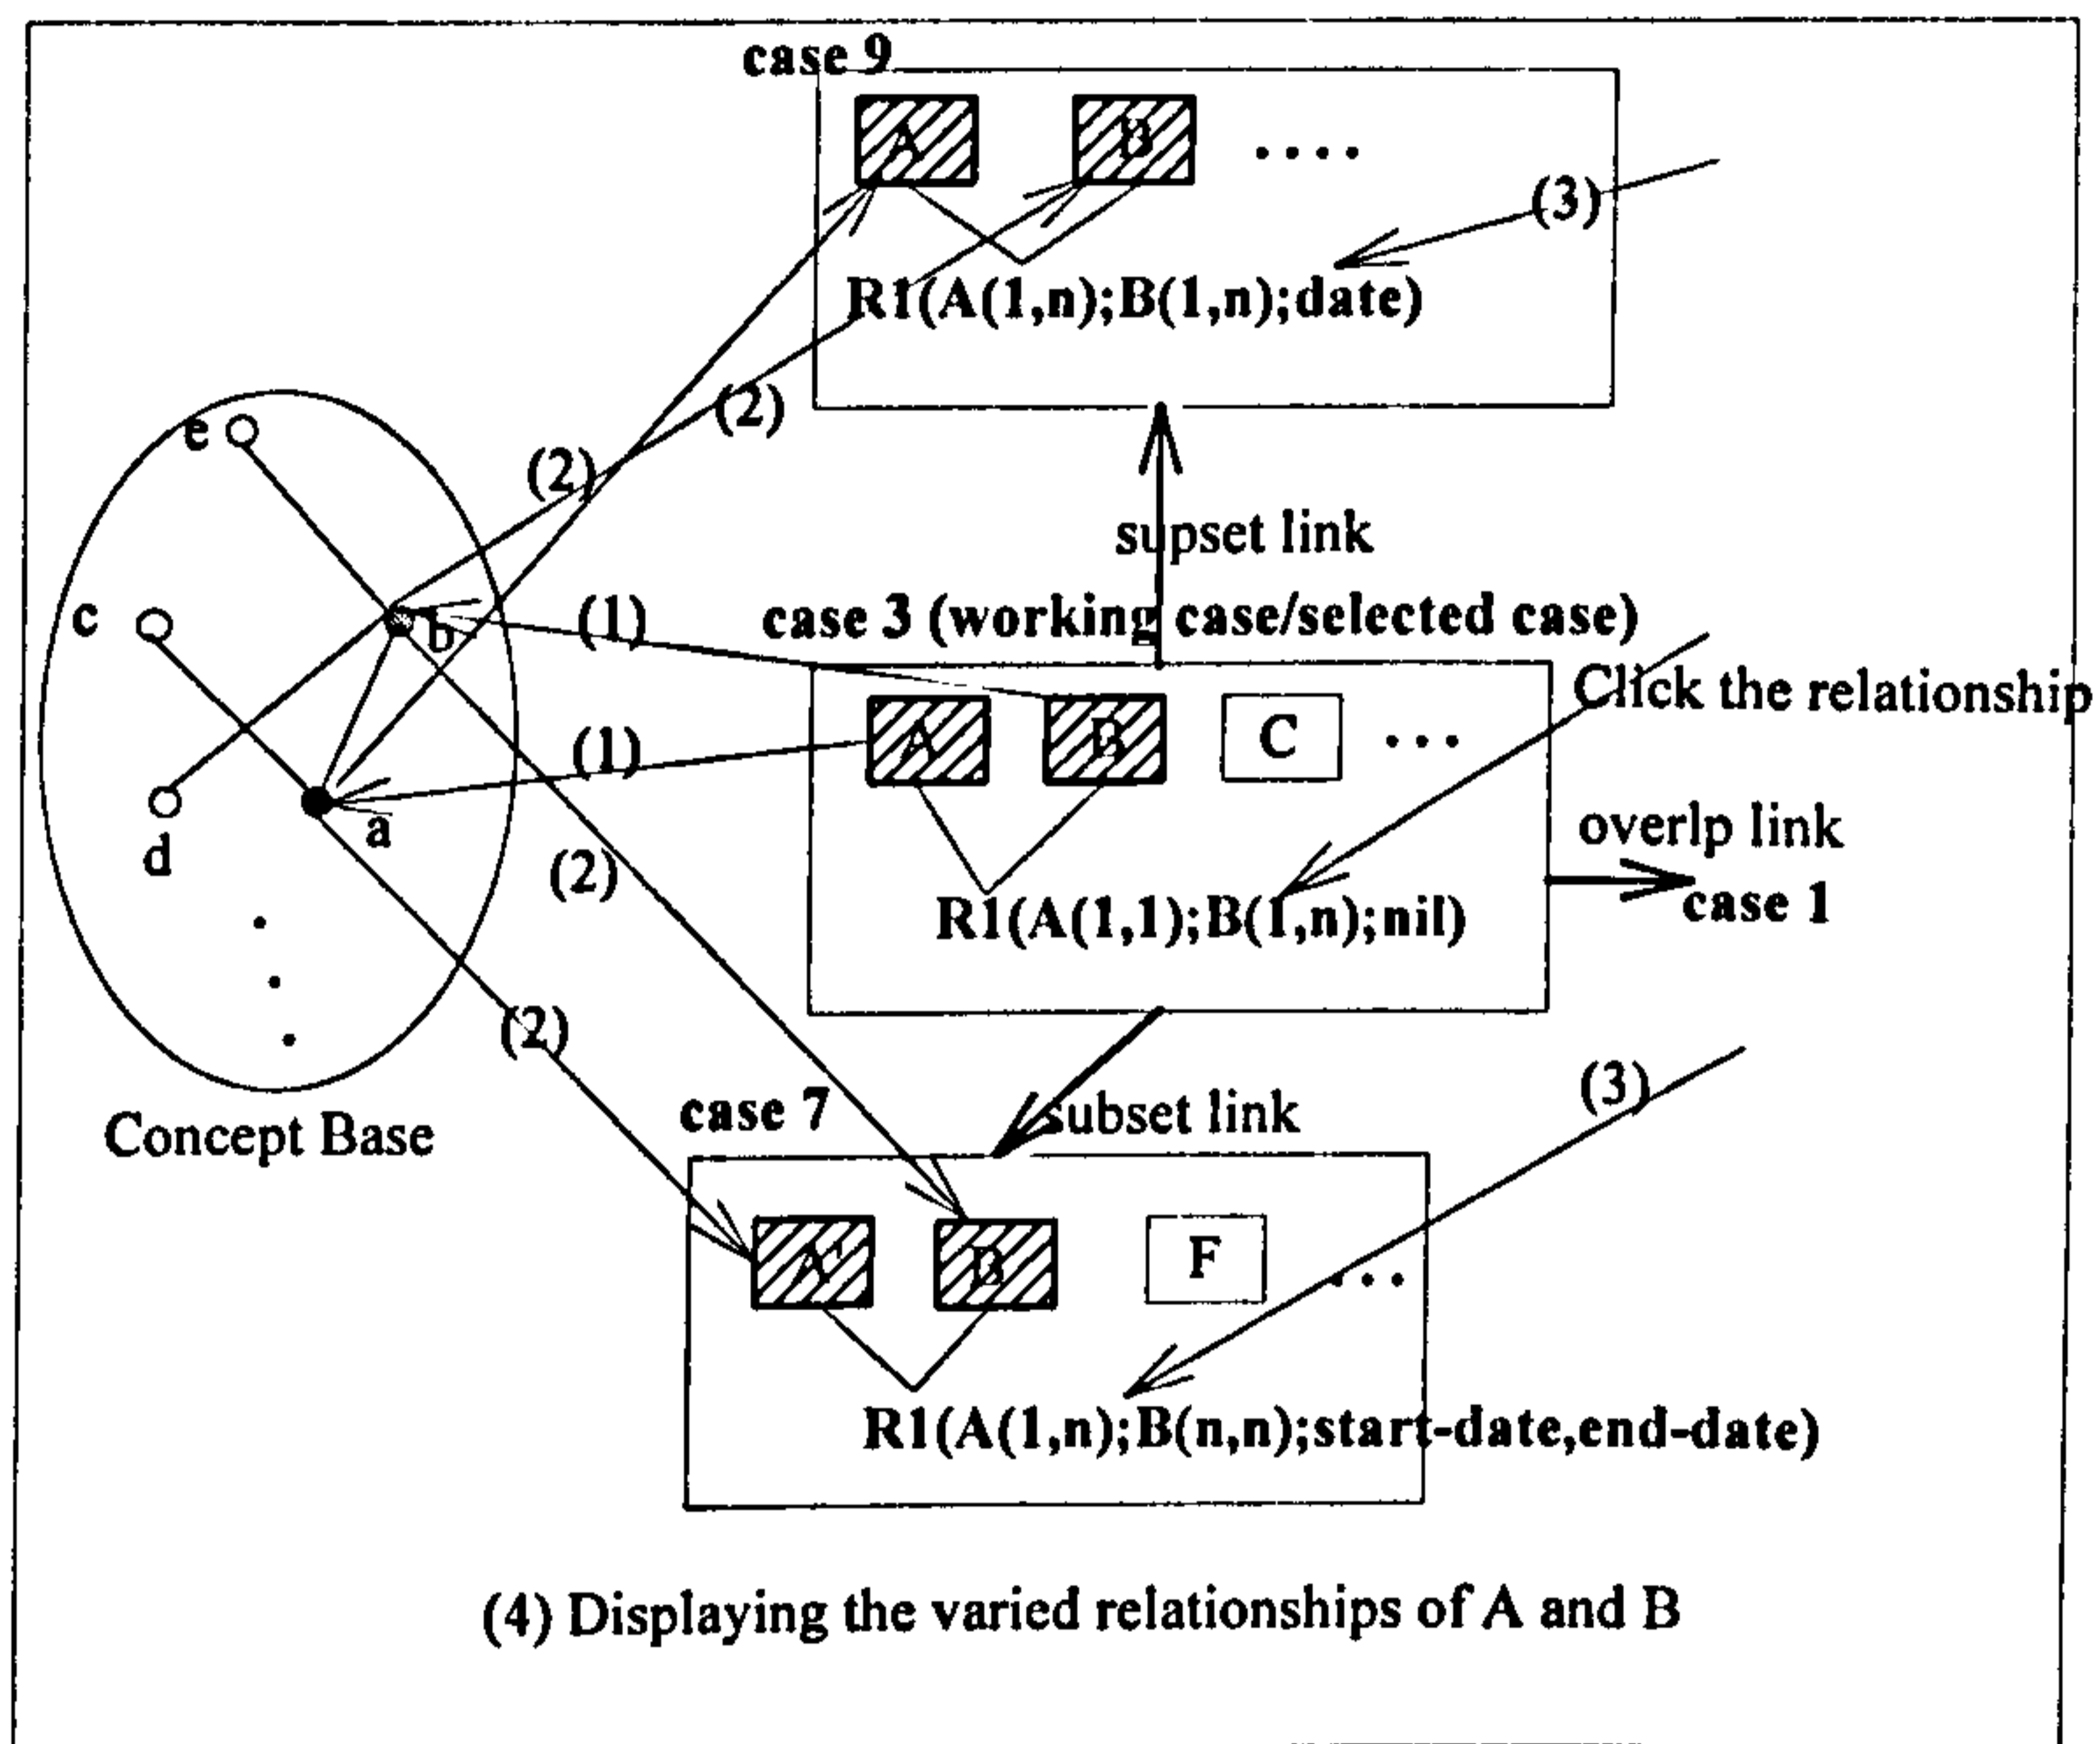 case 9
A
B
....
(3)
R1(A(1,n);B(1,n);date)
(2)
e
(2)
supset link
c
b
(1)
case 3 (working case/selected case)
Click the relationship
A
B
C
...
(1)
overlp link
d
a
(2)
R1(A(1,1);B(1,n);nil)
case 1
(2)
(3)
case 7
subset link
Concept Base
A'
B
F
...
R1(A(1,n);B(n,n);start-date,end-date)
(4) Displaying the varied relationships of A and B